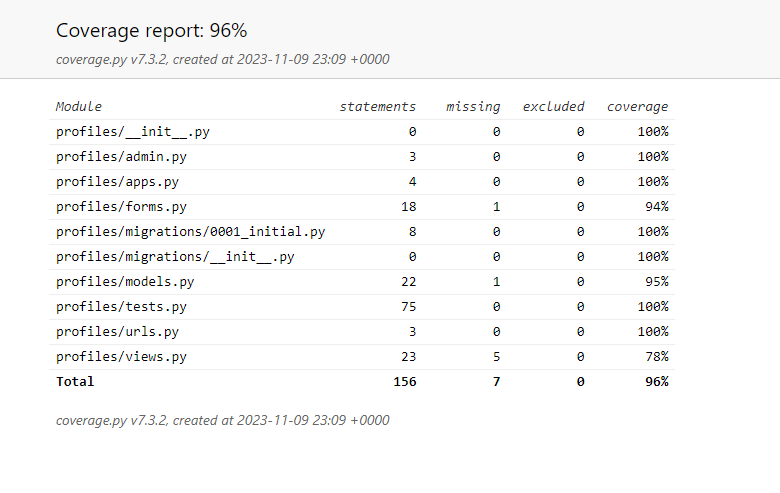 Coverage report: 96%
coverage.py v7.3.2, created at 2023-11-09 23:09 +0000
Module statements missing excluded coverage
profiles/__init__.py 0 0 0 100%
profiles/admin.py 3 0 0 100%
profiles/apps.py 4 0 0 100%
profiles/forms.py 18 1 0 94%
profiles/migrations/0001_initial.py 8 0 0 100%
profiles/migrations/__init__.py 0 0 0 100%
profiles/models.py 22 1 0 95%
profiles/tests.py 75 0 0 100%
profiles/urls.py 3 0 0 100%
profiles/views.py 23 5 0 78%
Total 156 7 0 96%
coverage.py v7.3.2, created at 2023-11-09 23:09 +0000